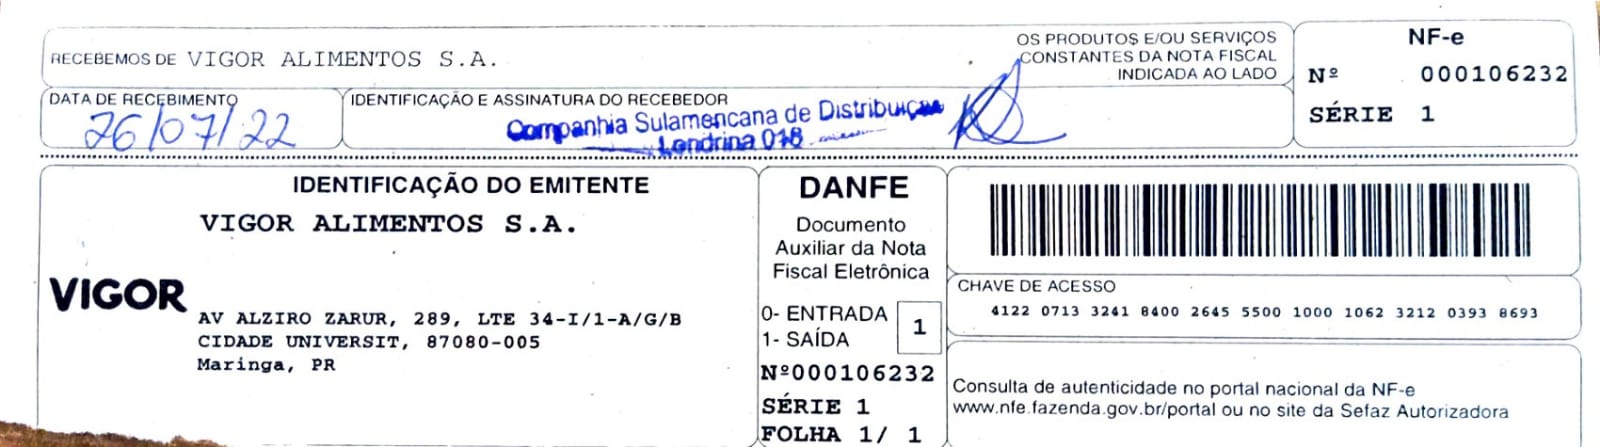 RECEBEMOS DE VIGOR ALIMENTOS S.A.
OS PRODUTOS E/OU SERVIÇOS
CONSTANTES DA NOTA FISCAL
INDICADA AO LADO
NF-e
Nº 000106232
SÉRIE 1
DATA DE RECEBIMENTO
26/07/22
IDENTIFICAÇÃO E ASSINATURA DO RECEBEDOR
Companhia Sulamencana de Distribuição
Londrina 018
IDENTIFICAÇÃO DO EMITENTE
VIGOR ALIMENTOS S.A.
VIGOR
AV ALZIRO ZARUR, 289, LTE 34-I/1-A/G/B
CIDADE UNIVERSIT, 87080-005
Maringa, PR
DANFE
Documento
Auxiliar da Nota
Fiscal Eletrônica
0- ENTRADA
1- SAÍDA
1
Nº000106232
SÉRIE 1
FOLHA 1/ 1
CHAVE DE ACESSO
4122 0713 3241 8400 2645 5500 1000 1062 3212 0393 8693
Consulta de autenticidade no portal nacional da NF-e
www.nfe.fazenda.gov.br/portal ou no site da Sefaz Autorizadora